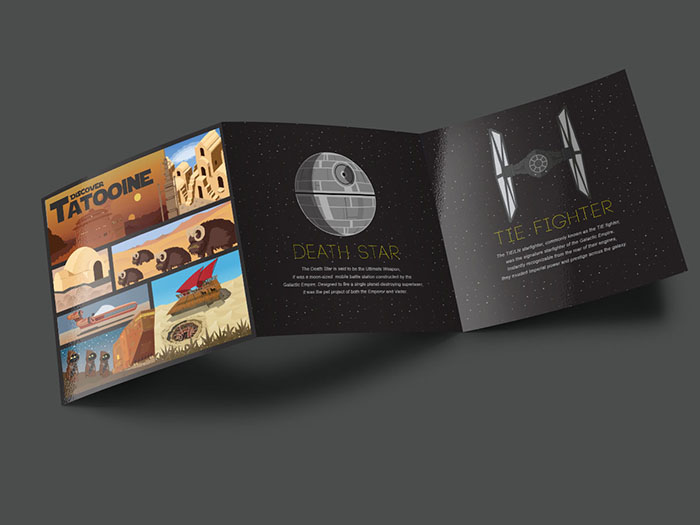 DISCOVER
TATOOINE
DEATH STAR
The Death Star is said to be the Ultimate Weapon,
it was a moon-sized mobile battle station constructed by the
Galactic Empire. Designed to fire a single planet-destroying superlaser,
it was the pet project of both the Emperor and Vader.
TIE FIGHTER
The TIE/LN starfighter, commonly known as the TIE fighter,
was the signature starfighter of the Galactic Empire.
Instantly recognizable from the roar of their engines,
they exuded Imperial power and prestige across the galaxy